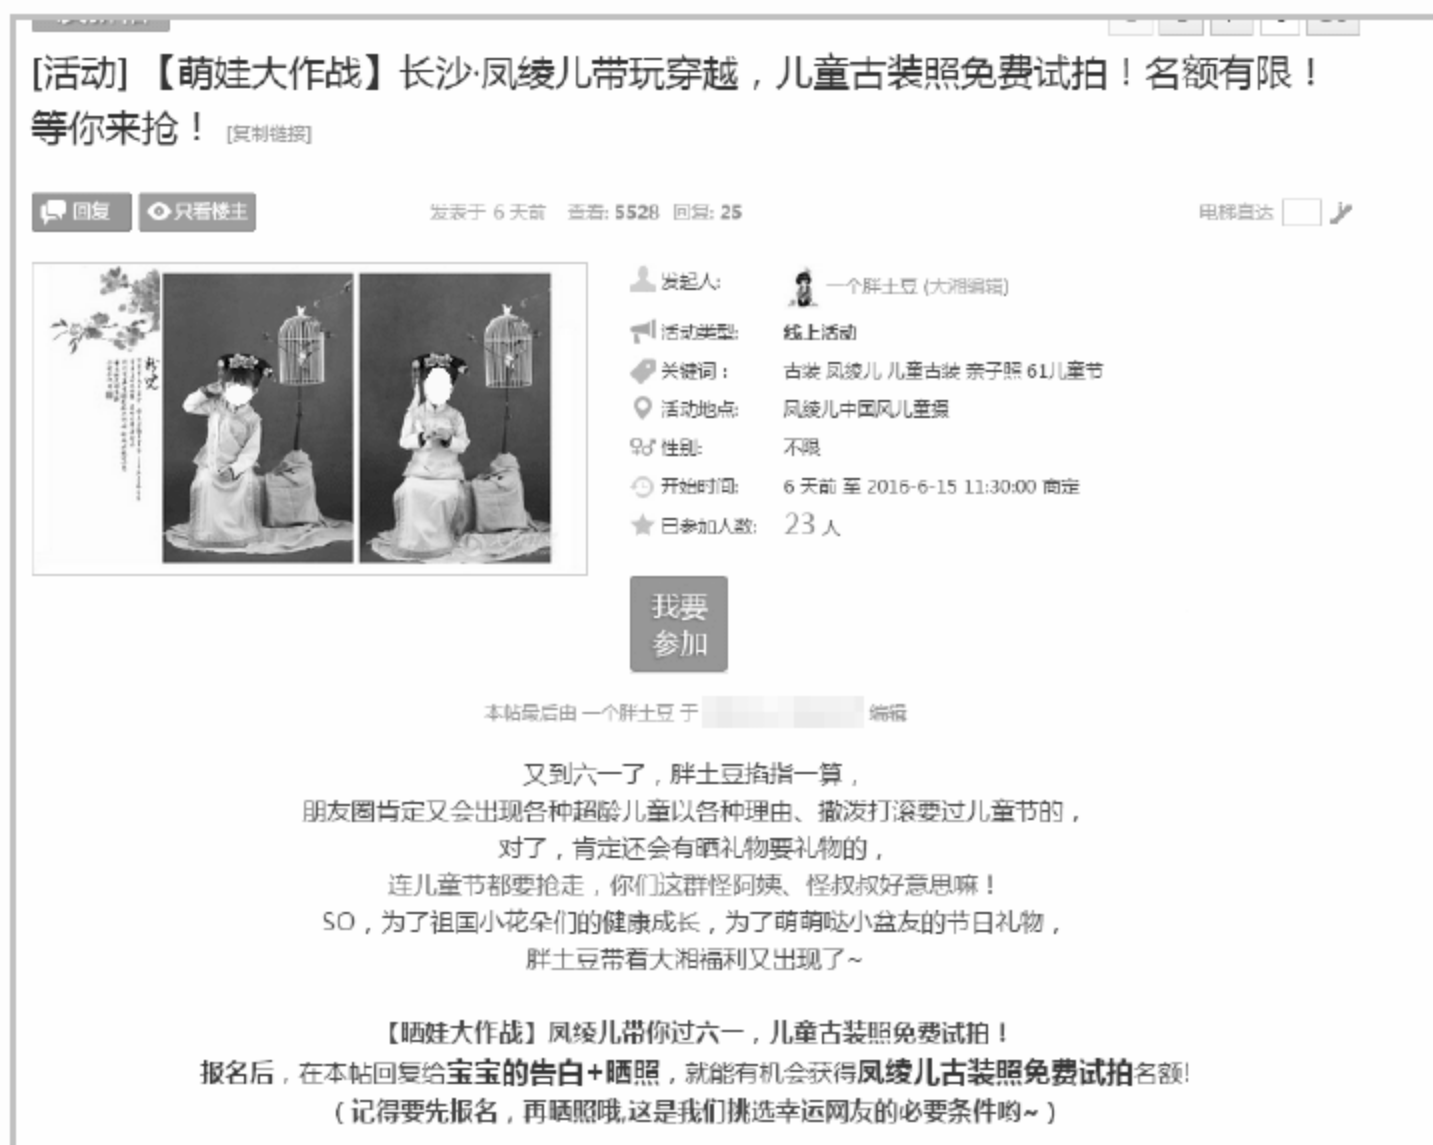 [活动] 【萌娃大作战】长沙·凤绫儿带玩穿越，儿童古装照免费试拍！名额有限！
等你来抢！ [复制链接]
回复 只看楼主 发表于 6 天前 查看: 5528 回复: 25 电梯直达
发起人: 一个胖土豆 (大湘编辑)
活动类型: 线上活动
关键词： 古装 凤绫儿 儿童古装 亲子照 61儿童节
活动地点: 凤绫儿中国风儿童摄
性别: 不限
开始时间: 6 天前 至 2016-6-15 11:30:00 商定
已参加人数: 23 人
我要
参加
本帖最后由 一个胖土豆 于 编辑
又到六一了，胖土豆掐指一算，
朋友圈肯定又会出现各种超龄儿童以各种理由、撒泼打滚要过儿童节的，
对了，肯定还会有晒礼物要礼物的，
连儿童节都要抢走，你们这群怪阿姨、怪叔叔好意思嘛！
SO，为了祖国小花朵们的健康成长，为了萌萌哒小盆友的节日礼物，
胖土豆带着大湘福利又出现了~
【晒娃大作战】凤绫儿带你过六一，儿童古装照免费试拍！
报名后，在本帖回复给宝宝的告白+晒照，就能有机会获得凤绫儿古装照免费试拍名额!
（记得要先报名，再晒照哦,这是我们挑选幸运网友的必要条件哟~）